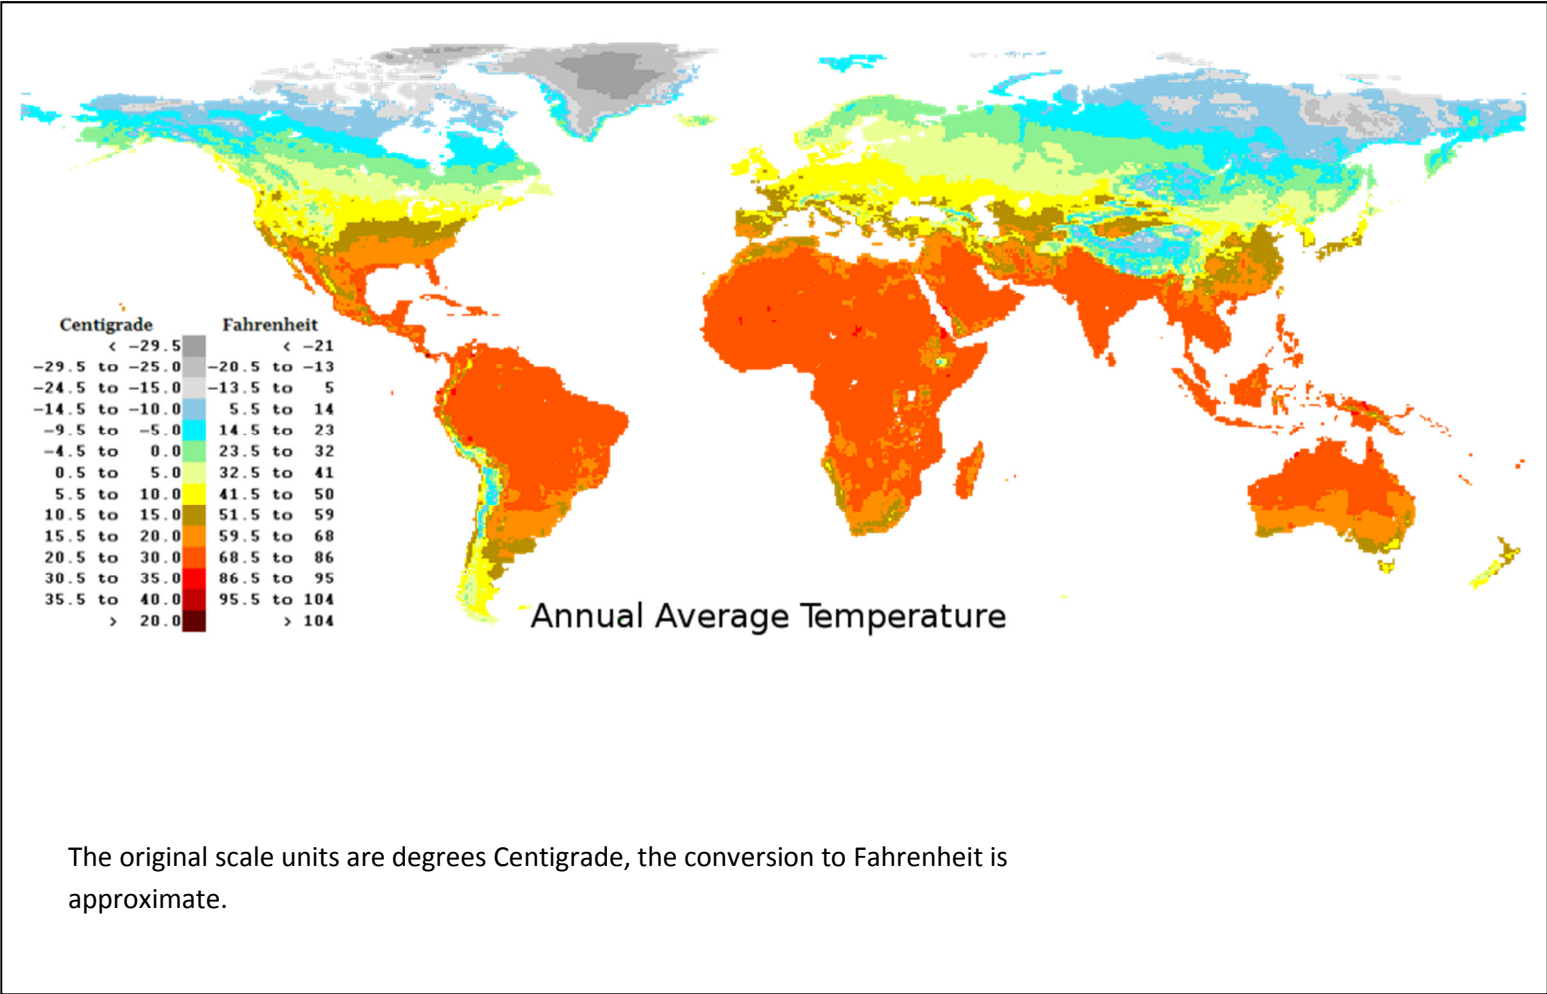 Centigrade Fahrenheit
< -29.5 < -21
-29.5 to -25.0 -20.5 to -13
-24.5 to -15.0 -13.5 to 5
-14.5 to -10.0 5.5 to 14
-9.5 to -5.0 14.5 to 23
-4.5 to 0.0 23.5 to 32
0.5 to 5.0 32.5 to 41
5.5 to 10.0 41.5 to 50
10.5 to 15.0 51.5 to 59
15.5 to 20.0 59.5 to 68
20.5 to 30.0 68.5 to 86
30.5 to 35.0 86.5 to 95
35.5 to 40.0 95.5 to 104
> 20.0 > 104
Annual Average Temperature
The original scale units are degrees Centigrade, the conversion to Fahrenheit is
approximate.